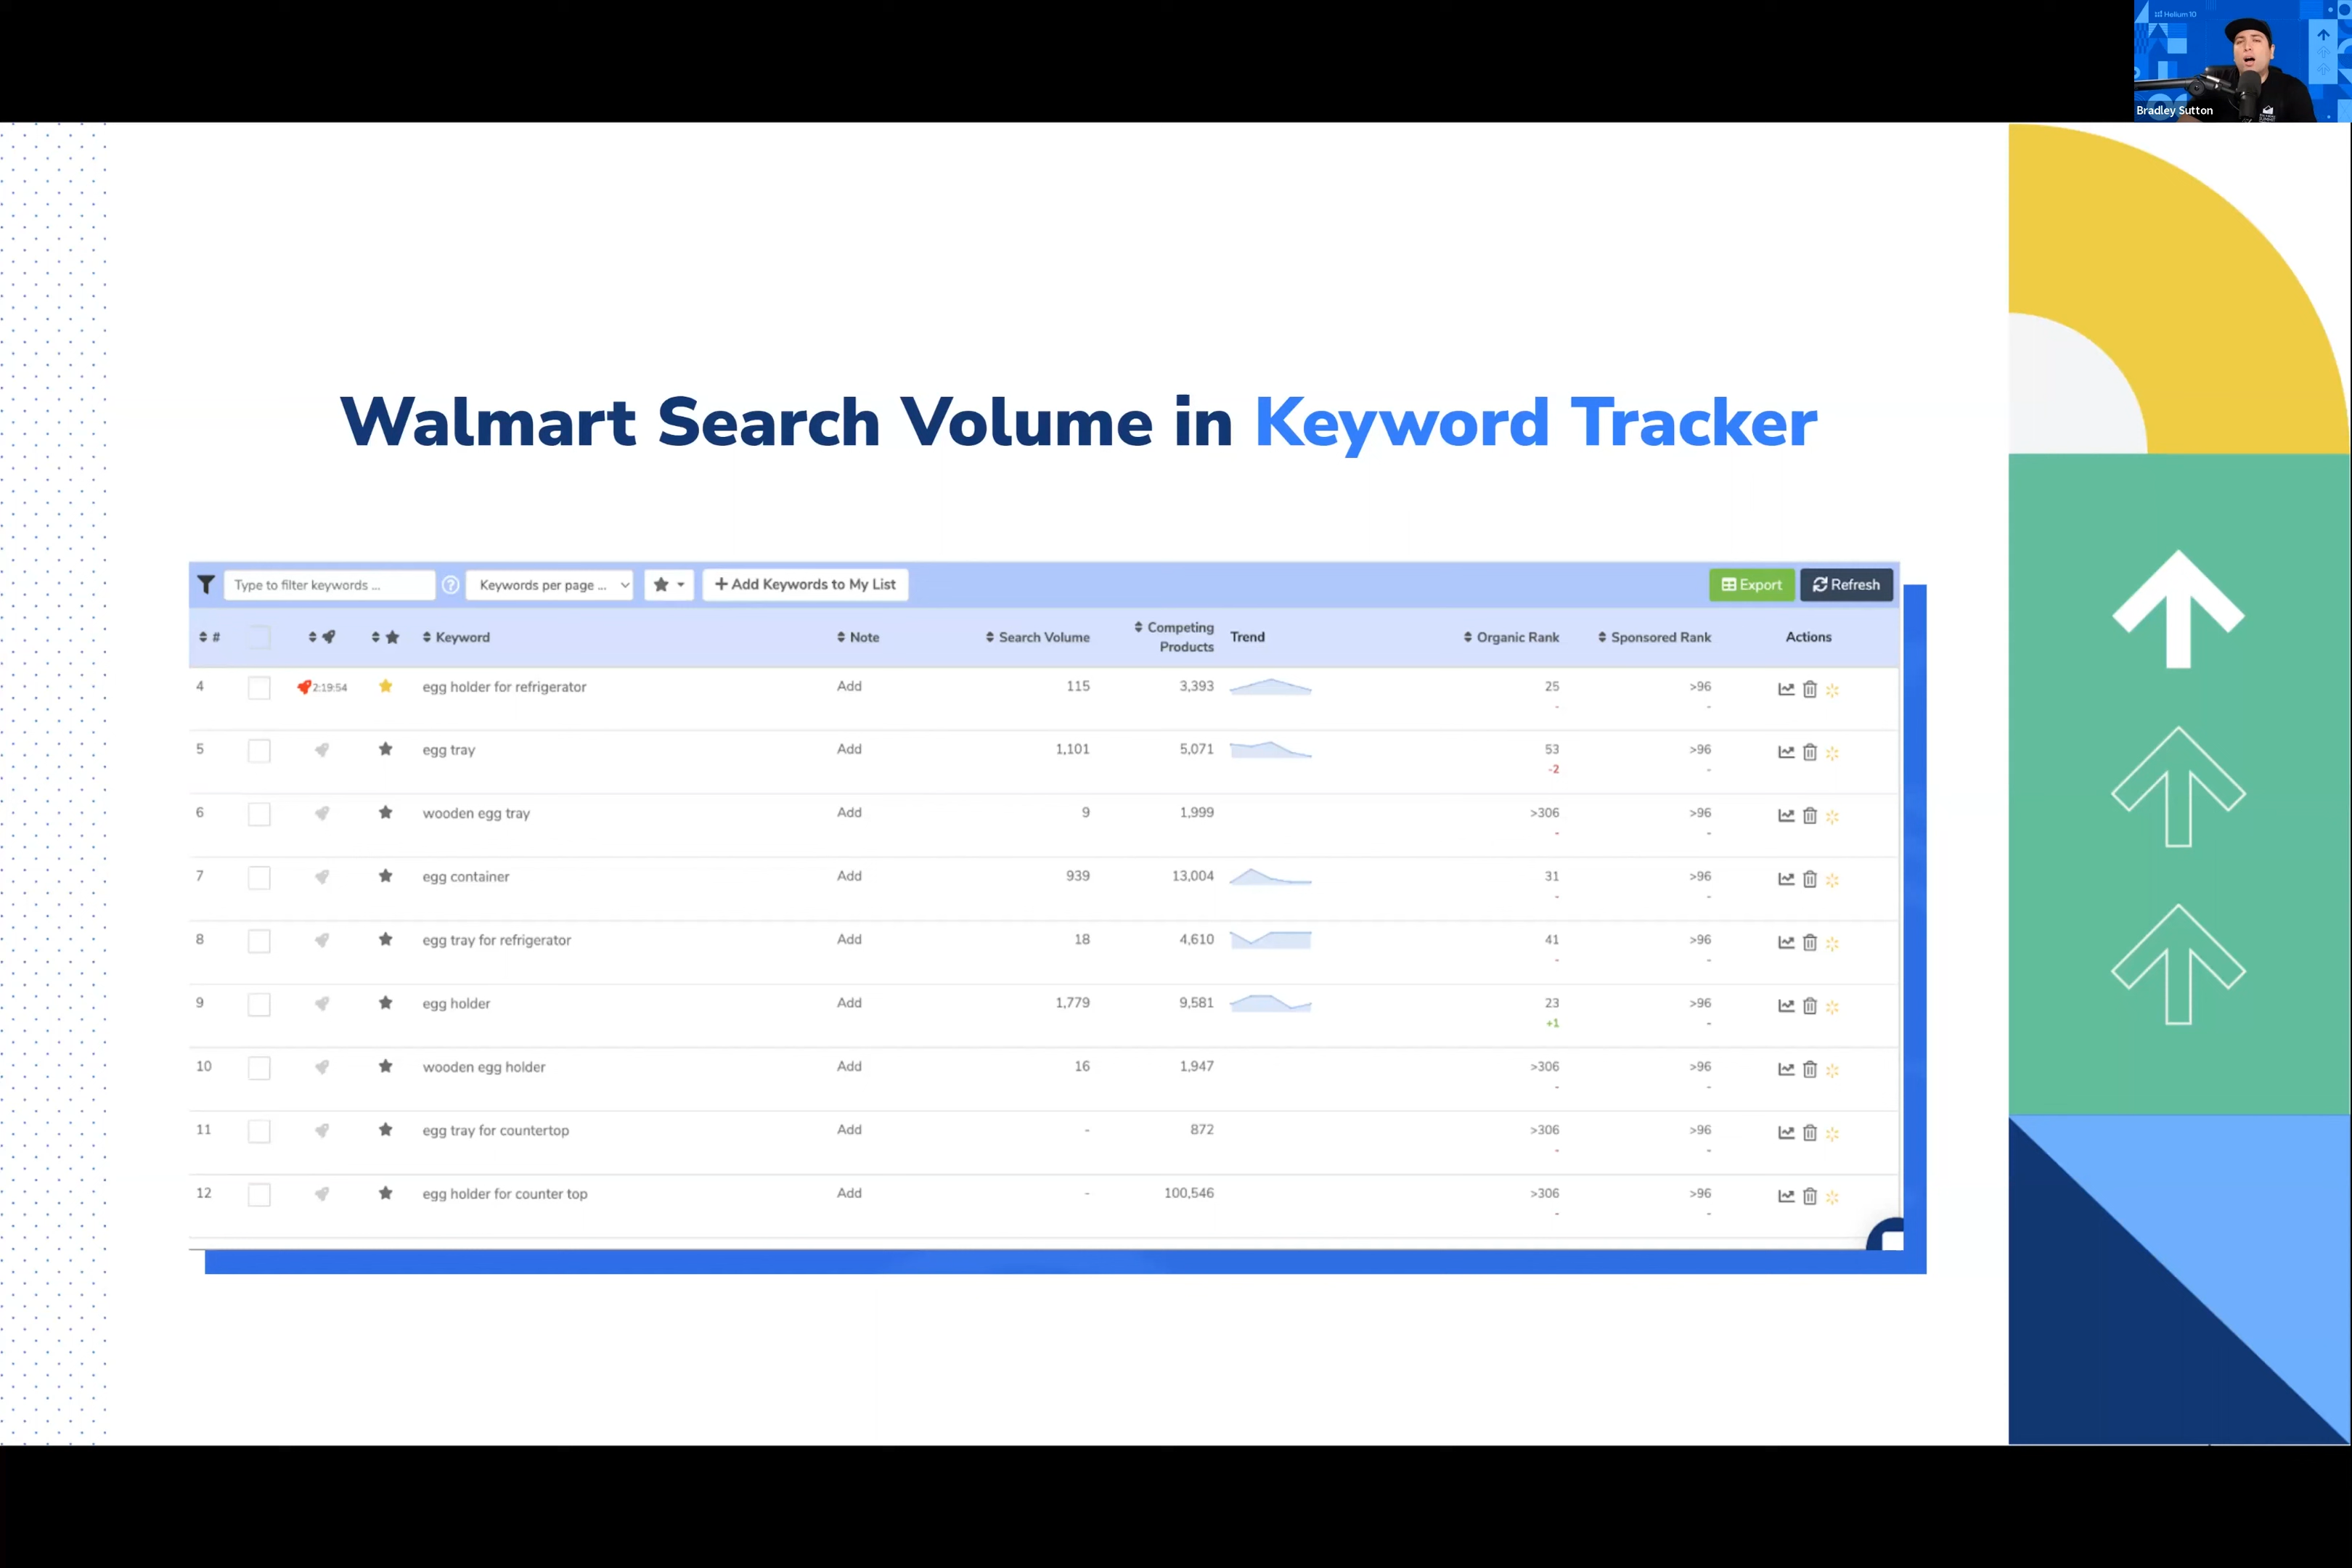 Helium 10
Bradley Sutton
Walmart Search Volume in Keyword Tracker
Type to filter keywords ... ? Keywords per page ... + Add Keywords to My List Export Refresh
# Keyword Note Search Volume Competing Products Trend Organic Rank Sponsored Rank Actions
4 2:19:54 egg holder for refrigerator Add 115 3,393 25 >96
- -
5 egg tray Add 1,101 5,071 53 >96
-2 -
6 wooden egg tray Add 9 1,999 >306 >96
- -
7 egg container Add 939 13,004 31 >96
- -
8 egg tray for refrigerator Add 18 4,610 41 >96
- -
9 egg holder Add 1,779 9,581 23 >96
+1 -
10 wooden egg holder Add 16 1,947 >306 >96
- -
11 egg tray for countertop Add - 872 >306 >96
- -
12 egg holder for counter top Add - 100,546 >306 >96
- -